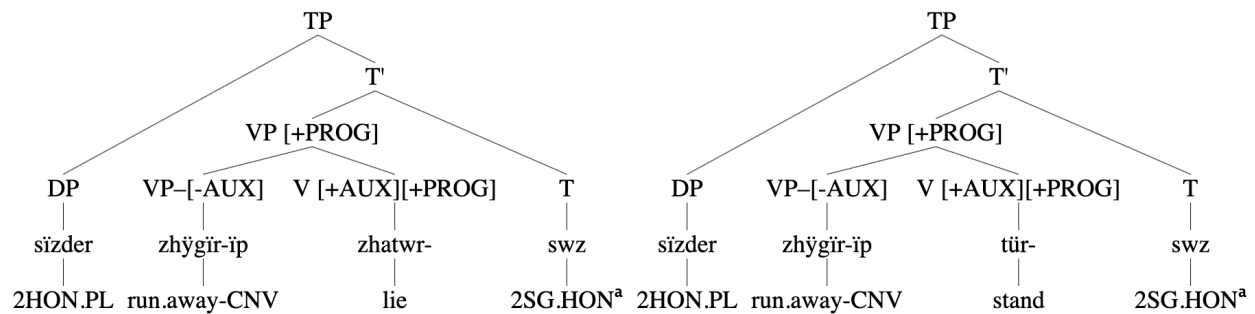 TP TP
T' T'
VP [+PROG] VP [+PROG]
DP VP–[-AUX] V [+AUX][+PROG] T DP VP–[-AUX] V [+AUX][+PROG] T
sïzder zhÿgïr-ïp zhatwr- swz sïzder zhÿgïr-ïp tür- swz
2HON.PL run.away-CNV lie 2SG.HONª 2HON.PL run.away-CNV stand 2SG.HONª